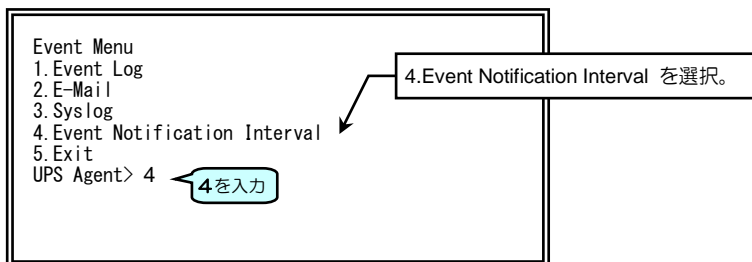 Event Menu
1.Event Log
2.E-Mail
3.Syslog
4.Event Notification Interval
5.Exit
UPS Agent> 4
4を入力
4.Event Notification Interval を選択。